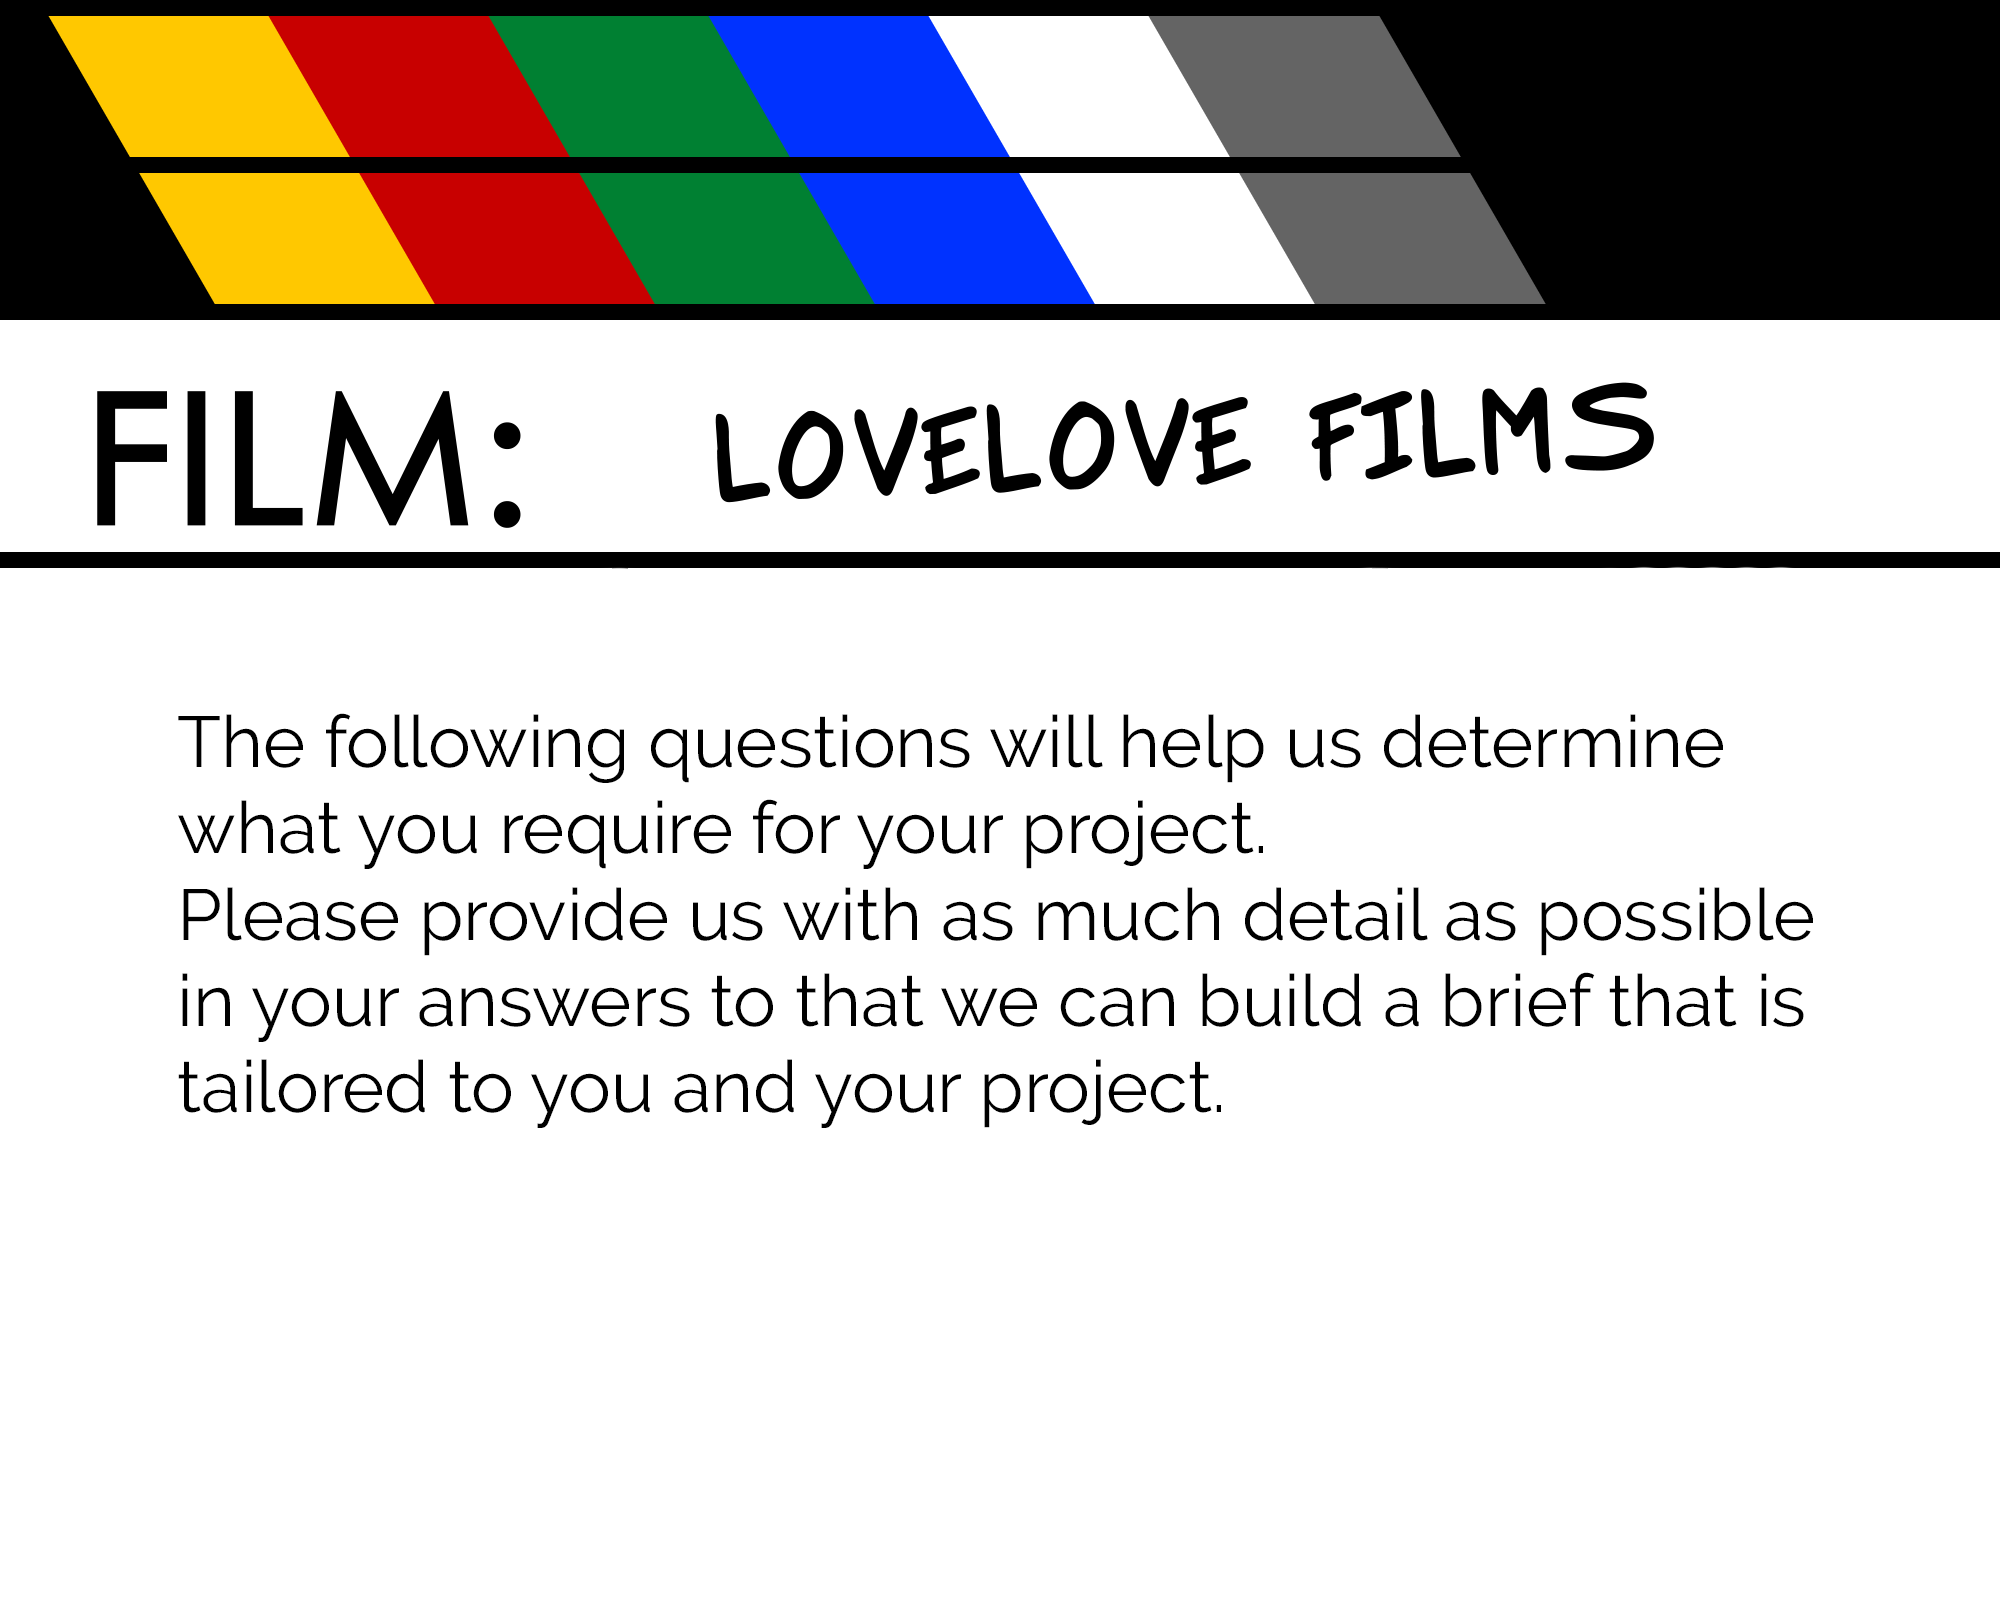 FILM: LOVELOVE FILMS
The following questions will help us determine
what you require for your project.
Please provide us with as much detail as possible
in your answers to that we can build a brief that is
tailored to you and your project.